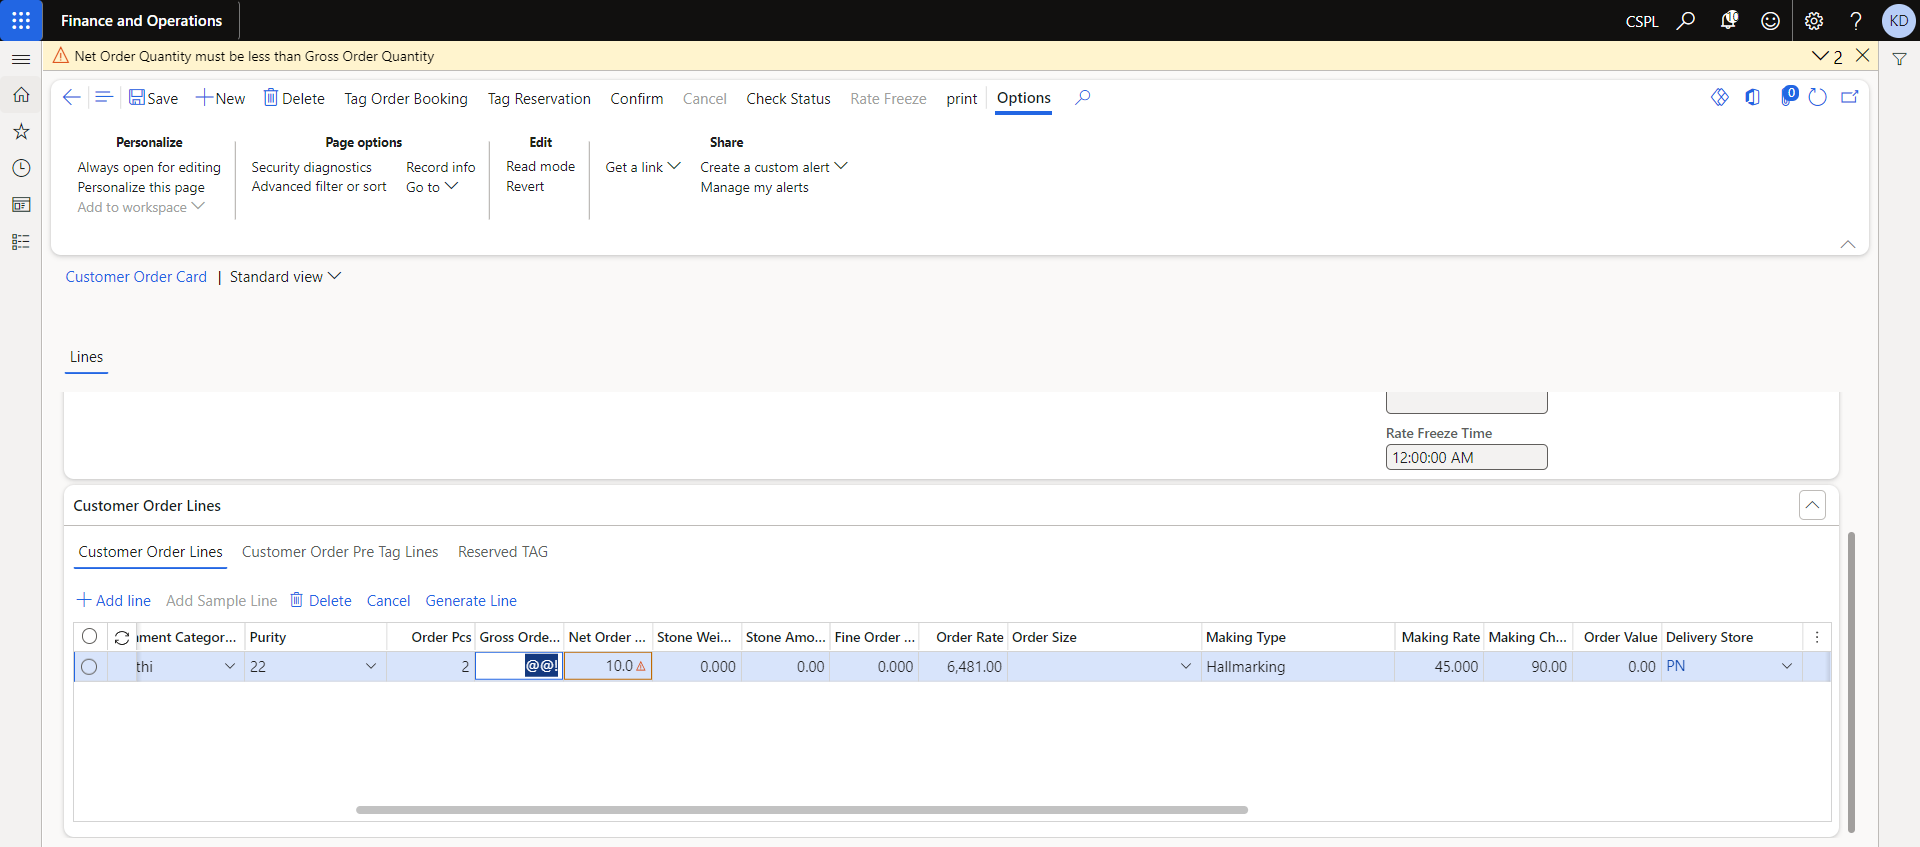 Finance and Operations
CSPL
10
KD
Net Order Quantity must be less than Gross Order Quantity
2
Save
New
Delete
Tag Order Booking
Tag Reservation
Confirm
Cancel
Check Status
Rate Freeze
print
Options
0
Personalize
Always open for editing
Personalize this page
Add to workspace
Page options
Security diagnostics
Advanced filter or sort
Record info
Go to
Edit
Read mode
Revert
Get a link
Share
Create a custom alert
Manage my alerts
Customer Order Card | Standard view
Lines
Rate Freeze Time
12:00:00 AM
Customer Order Lines
Customer Order Lines
Customer Order Pre Tag Lines
Reserved TAG
Add line
Add Sample Line
Delete
Cancel
Generate Line
ment Categor... Purity Order Pcs Gross Orde... Net Order ... Stone Wei... Stone Amo... Fine Order ... Order Rate Order Size Making Type Making Rate Making Ch... Order Value Delivery Store
thi 22 2 @@! 10.0 0.000 0.00 0.000 6,481.00 Hallmarking 45.000 90.00 0.00 PN